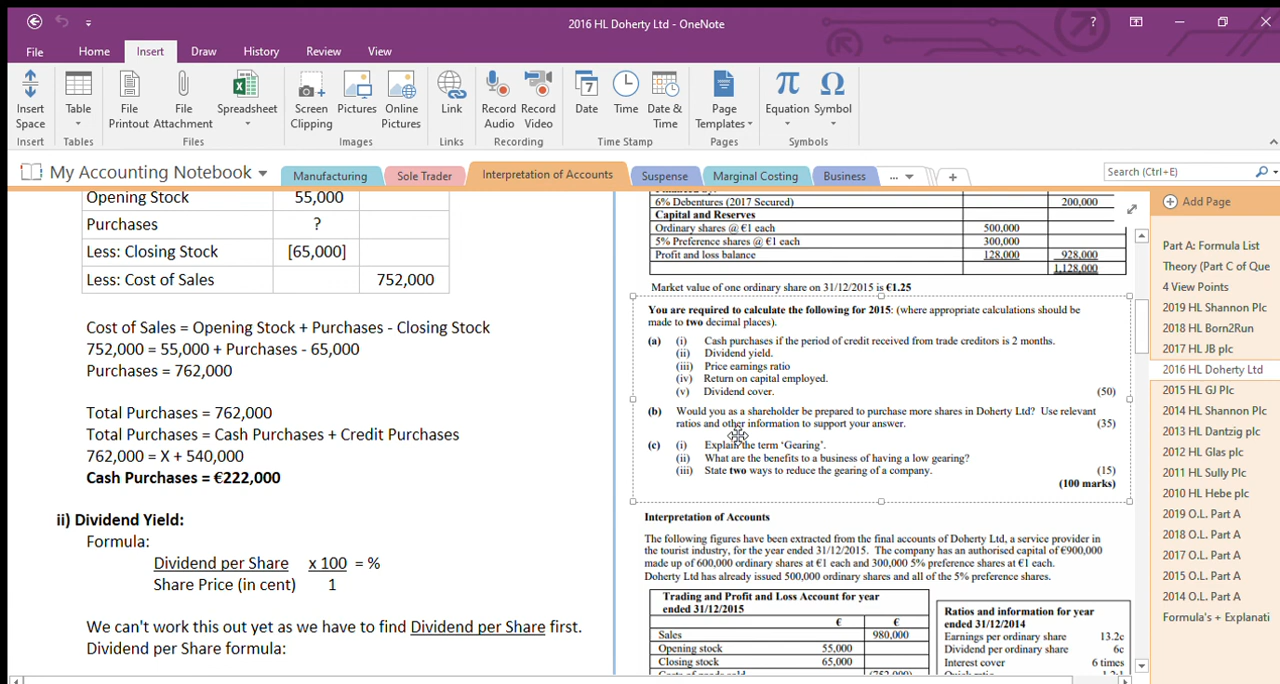 2016 HL Doherty Ltd - OneNote
?
File Home Insert Draw History Review View
Insert Space
Table
File Printout
File Attachment
Spreadsheet
Screen Clipping
Pictures
Online Pictures
Link
Record Audio
Record Video
Date
Time
Date & Time
Page Templates
Equation
Symbol
Insert Tables Files Images Links Recording Time Stamp Pages Symbols
My Accounting Notebook
Manufacturing Sole Trader Interpretation of Accounts Suspense Marginal Costing Business ... +
Search (Ctrl+E)
Opening Stock 55,000
Purchases ?
Less: Closing Stock [65,000]
Less: Cost of Sales 752,000
Cost of Sales = Opening Stock + Purchases - Closing Stock
752,000 = 55,000 + Purchases - 65,000
Purchases = 762,000
Total Purchases = 762,000
Total Purchases = Cash Purchases + Credit Purchases
762,000 = X + 540,000
Cash Purchases = €222,000
ii) Dividend Yield:
Formula:
Dividend per Share x 100 = %
Share Price (in cent) 1
We can't work this out yet as we have to find Dividend per Share first.
Dividend per Share formula:
6% Debentures (2017 Secured) 200,000
Capital and Reserves
Ordinary shares @ €1 each 500,000
5% Preference shares @ €1 each 300,000
Profit and loss balance 128,000 928,000
1,128,000
Market value of one ordinary share on 31/12/2015 is €1.25
You are required to calculate the following for 2015: (where appropriate calculations should be
made to two decimal places).
(a) (i) Cash purchases if the period of credit received from trade creditors is 2 months.
(ii) Dividend yield.
(iii) Price earnings ratio
(iv) Return on capital employed.
(v) Dividend cover. (50)
(b) Would you as a shareholder be prepared to purchase more shares in Doherty Ltd? Use relevant
ratios and other information to support your answer. (35)
(c) (i) Explain the term 'Gearing'.
(ii) What are the benefits to a business of having a low gearing?
(iii) State two ways to reduce the gearing of a company. (15)
(100 marks)
Interpretation of Accounts
The following figures have been extracted from the final accounts of Doherty Ltd, a service provider in
the tourist industry, for the year ended 31/12/2015. The company has an authorised capital of €900,000
made up of 600,000 ordinary shares at €1 each and 300,000 5% preference shares at €1 each.
Doherty Ltd has already issued 500,000 ordinary shares and all of the 5% preference shares.
Trading and Profit and Loss Account for year
ended 31/12/2015
€ €
Sales 980,000
Opening stock 55,000
Closing stock 65,000
Ratios and information for year
ended 31/12/2014
Earnings per ordinary share 13.2c
Dividend per ordinary share 6c
Interest cover 6 times
Add Page
Part A: Formula List
Theory (Part C of Que
4 View Points
2019 HL Shannon Plc
2018 HL Born2Run
2017 HL JB plc
2016 HL Doherty Ltd
2015 HL GJ Plc
2014 HL Shannon Plc
2013 HL Dantzig plc
2012 HL Glas plc
2011 HL Sully Plc
2010 HL Hebe plc
2019 O.L. Part A
2018 O.L. Part A
2017 O.L. Part A
2015 O.L. Part A
2014 O.L. Part A
Formula's + Explanati